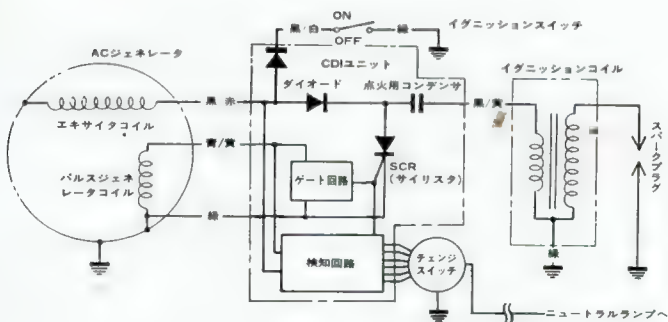 ON
黒/白
緑
イグニッションスイッチ
OFF
ACジェネレータ
CDIユニット
イグニッションコイル
ダイオード
点火用コンデンサ
黒/赤
黒/黄
エキサイタコイル
青/黄
スパークプラグ
パルスジェネ
レータコイル
ゲート回路
SCR
(サイリスタ)
緑
検知回路
チェンジ
スイッチ
緑
ニュートラルランプへ